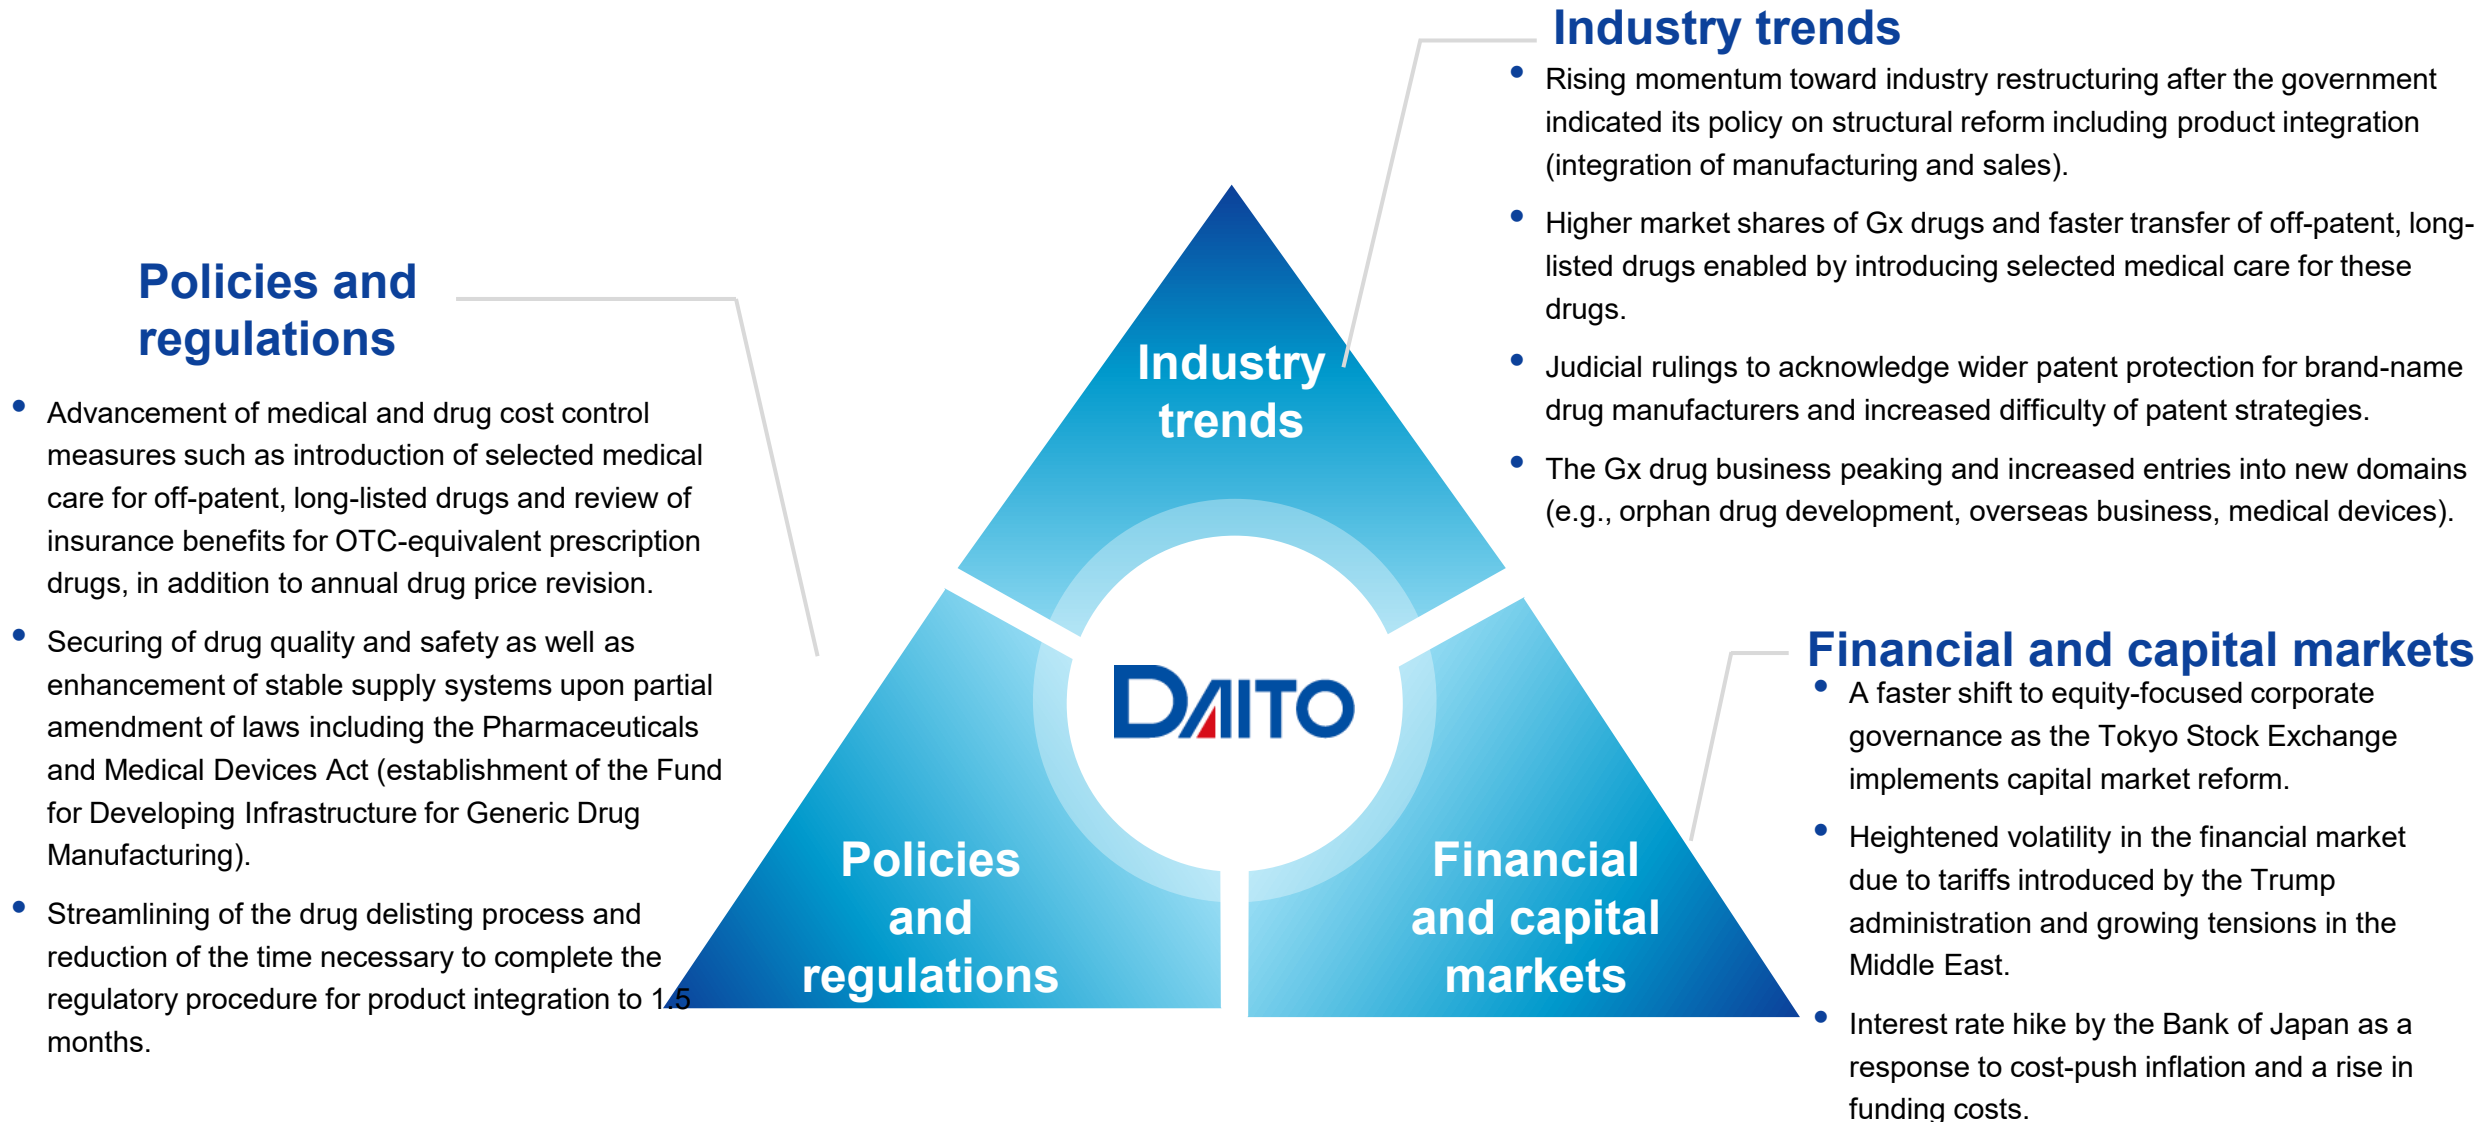 Industry trends
• Rising momentum toward industry restructuring after the government
indicated its policy on structural reform including product integration
(integration of manufacturing and sales).
• Higher market shares of Gx drugs and faster transfer of off-patent, long-
listed drugs enabled by introducing selected medical care for these
drugs.
• Judicial rulings to acknowledge wider patent protection for brand-name
drug manufacturers and increased difficulty of patent strategies.
• The Gx drug business peaking and increased entries into new domains
(e.g., orphan drug development, overseas business, medical devices).
Policies and
regulations
• Advancement of medical and drug cost control
measures such as introduction of selected medical
care for off-patent, long-listed drugs and review of
insurance benefits for OTC-equivalent prescription
drugs, in addition to annual drug price revision.
• Securing of drug quality and safety as well as
enhancement of stable supply systems upon partial
amendment of laws including the Pharmaceuticals
and Medical Devices Act (establishment of the Fund
for Developing Infrastructure for Generic Drug
Manufacturing).
• Streamlining of the drug delisting process and
reduction of the time necessary to complete the
regulatory procedure for product integration to 1.5
months.
Industry
trends
DAITO
Policies
and
regulations
Financial
and capital
markets
Financial and capital markets
• A faster shift to equity-focused corporate
governance as the Tokyo Stock Exchange
implements capital market reform.
• Heightened volatility in the financial market
due to tariffs introduced by the Trump
administration and growing tensions in the
Middle East.
• Interest rate hike by the Bank of Japan as a
response to cost-push inflation and a rise in
funding costs.